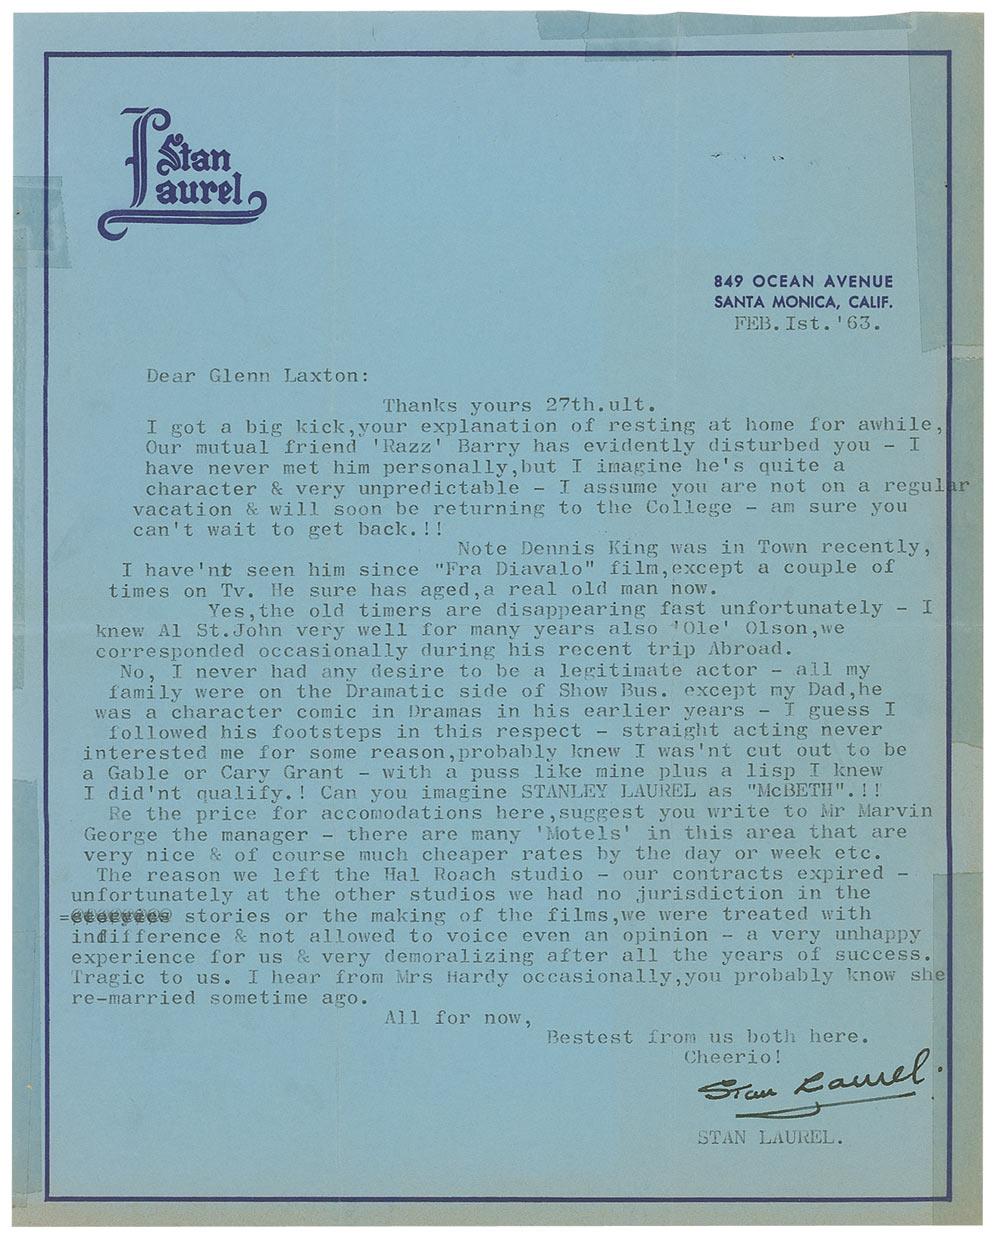 Stan
Laurel
849 OCEAN AVENUE
SANTA MONICA, CALIF.
FEB.Ist.'63.
Dear Glenn Laxton:
Thanks yours 27th.ult.
I got a big kick,your explanation of resting at home for awhile,
Our mutual friend 'Razz' Barry has evidently disturbed you - I
have never met him personally,but I imagine he's quite a
character & very unpredictable - I assume you are not on a regular
vacation & will soon be returning to the College - am sure you
can't wait to get back.!!
Note Dennis King was in Town recently,
I have'nt seen him since "Fra Diavalo" film,except a couple of
times on Tv. He sure has aged,a real old man now.
Yes,the old timers are disappearing fast unfortunately - I
knew Al St.John very well for many years also 'Ole' Olson,we
corresponded occasionally during his recent trip Abroad.
No, I never had any desire to be a legitimate actor - all my
family were on the Dramatic side of Show Bus. except my Dad,he
was a character comic in Dramas in his earlier years - I guess I
followed his footsteps in this respect - straight acting never
interested me for some reason,probably knew I was'nt cut out to be
a Gable or Cary Grant - with a puss like mine plus a lisp I knew
I did'nt qualify.! Can you imagine STANLEY LAUREL as "McBETH".!!
Re the price for accomodations here,suggest you write to Mr Marvin
George the manager - there are many 'Motels' in this area that are
very nice & of course much cheaper rates by the day or week etc.
The reason we left the Hal Roach studio - our contracts expired -
unfortunately at the other studios we had no jurisdiction in the
= stories or the making of the films,we were treated with
indifference & not allowed to voice even an opinion - a very unhappy
experience for us & very demoralizing after all the years of success.
Tragic to us. I hear from Mrs Hardy occasionally,you probably know she
re-married sometime ago.
All for now,
Bestest from us both here.
Cheerio!
Stan Laurel.
STAN LAUREL.